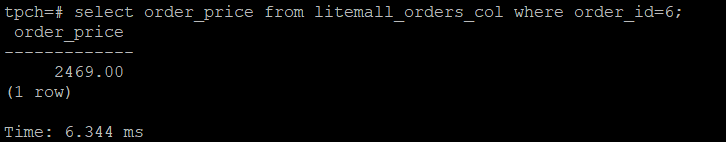 tpch=# select order_price from litemall_orders_col where order_id=6;
order_price
-------------
2469.00
(1 row)
Time: 6.344 ms